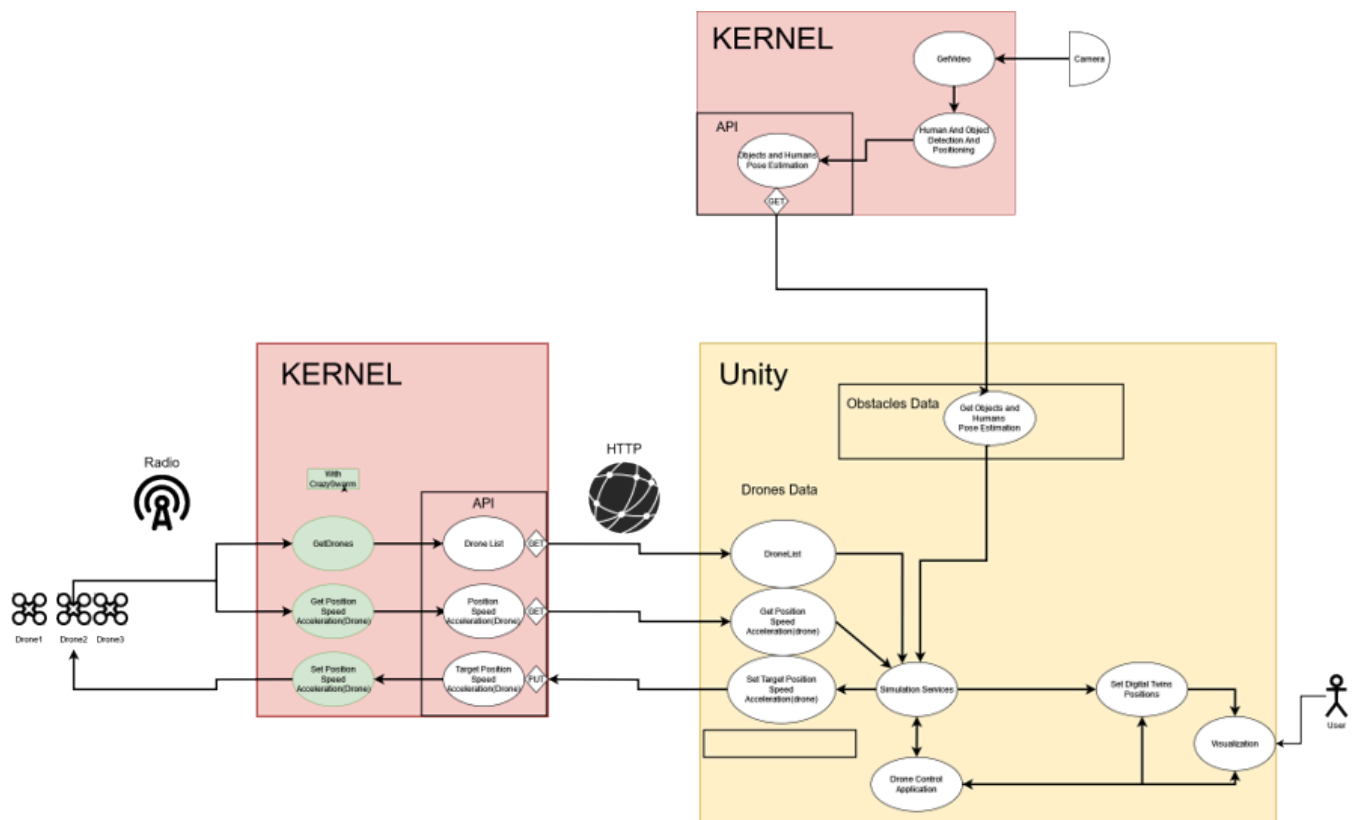 KERNEL
GetVideo
Camera
API
Human And Object
Detection And
Positioning
Objects and Humans
Pose Estimation
GET
KERNEL
Unity
Obstacles Data
Get Objects and
Humans
Pose Estimation
Radio
HTTP
With
CrazySwarm
Drones Data
API
GetDrones
Drone List
GET
DroneList
Get Position
Speed
Acceleration(Drone)
Position
Speed
Acceleration(Drone)
GET
Get Position
Speed
Acceleration(drone)
Drone1
Drone2
Drone3
Set Position
Speed
Acceleration(Drone)
Target Position
Speed
Acceleration(Drone)
PUT
Set Target Position
Speed
Acceleration(drone)
Simulation Services
Set Digital Twins
Positions
User
Visualization
Drone Control
Application